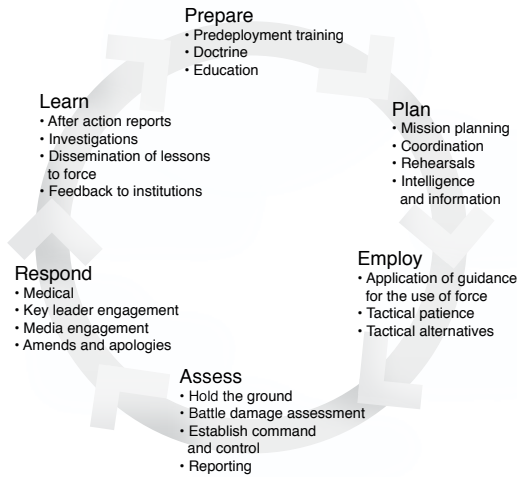 Prepare
• Predeployment training
• Doctrine
• Education
Plan
• Mission planning
• Coordination
• Rehearsals
• Intelligence
and information
Employ
• Application of guidance
for the use of force
• Tactical patience
• Tactical alternatives
Assess
• Hold the ground
• Battle damage assessment
• Establish command
and control
• Reporting
Respond
• Medical
• Key leader engagement
• Media engagement
• Amends and apologies
Learn
• After action reports
• Investigations
• Dissemination of lessons
to force
• Feedback to institutions